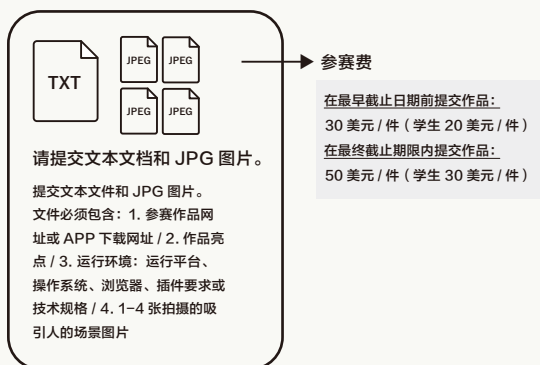 TXT
JPEG
JPEG
JPEG
JPEG
请提交文本文档和 JPG 图片。
提交文本文件和 JPG 图片。
文件必须包含：1. 参赛作品网
址或 APP 下载网址 / 2. 作品亮
点 / 3. 运行环境：运行平台、
操作系统、浏览器、插件要求或
技术规格 / 4. 1-4 张拍摄的吸
引人的场景图片
参赛费
在最早截止日期前提交作品：
30 美元 / 件（ 学生 20 美元 / 件 ）
在最终截止期限内提交作品：
50 美元 / 件（ 学生 30 美元 / 件 ）